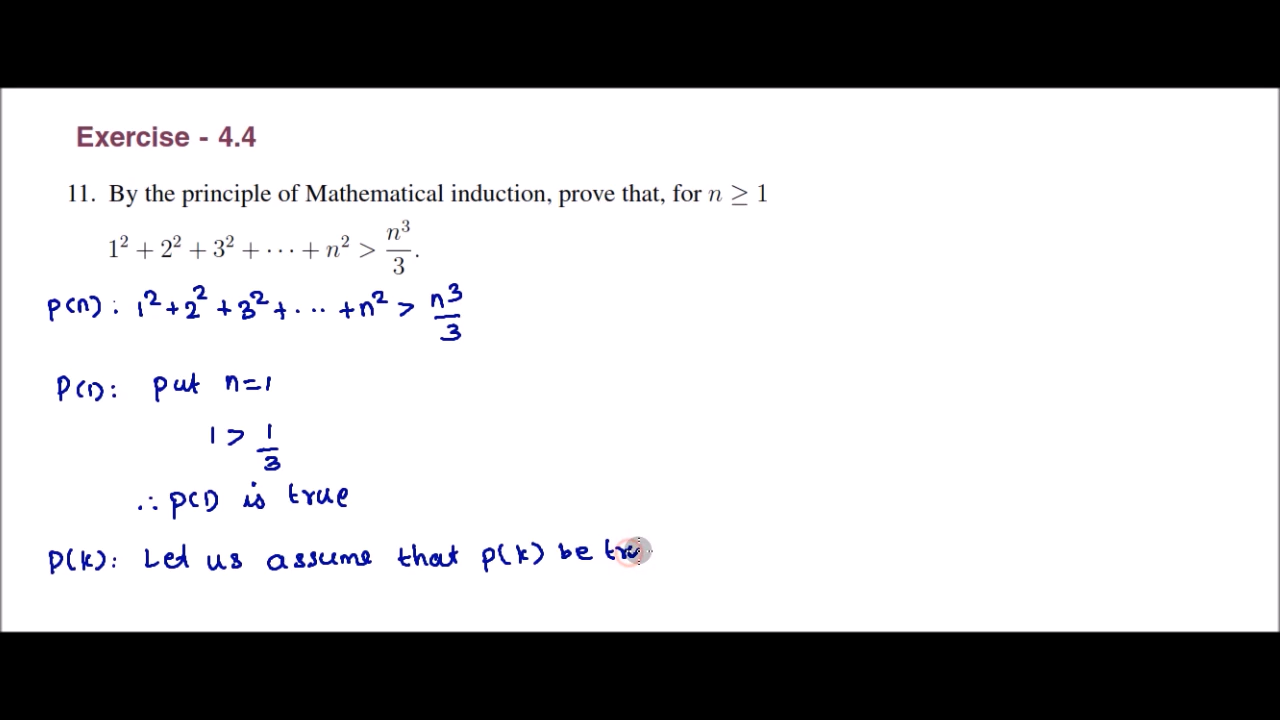 Exercise - 4.4
11. By the principle of Mathematical induction, prove that, for n ≥ 1
1² + 2² + 3² + ··· + n² > n³/3.
P(n) : 1² + 2² + 3² + ... + n² > n³/3
P(1) : put n=1
1 > 1/3
∴ P(1) is true
P(k) : Let us assume that P(k) be tru